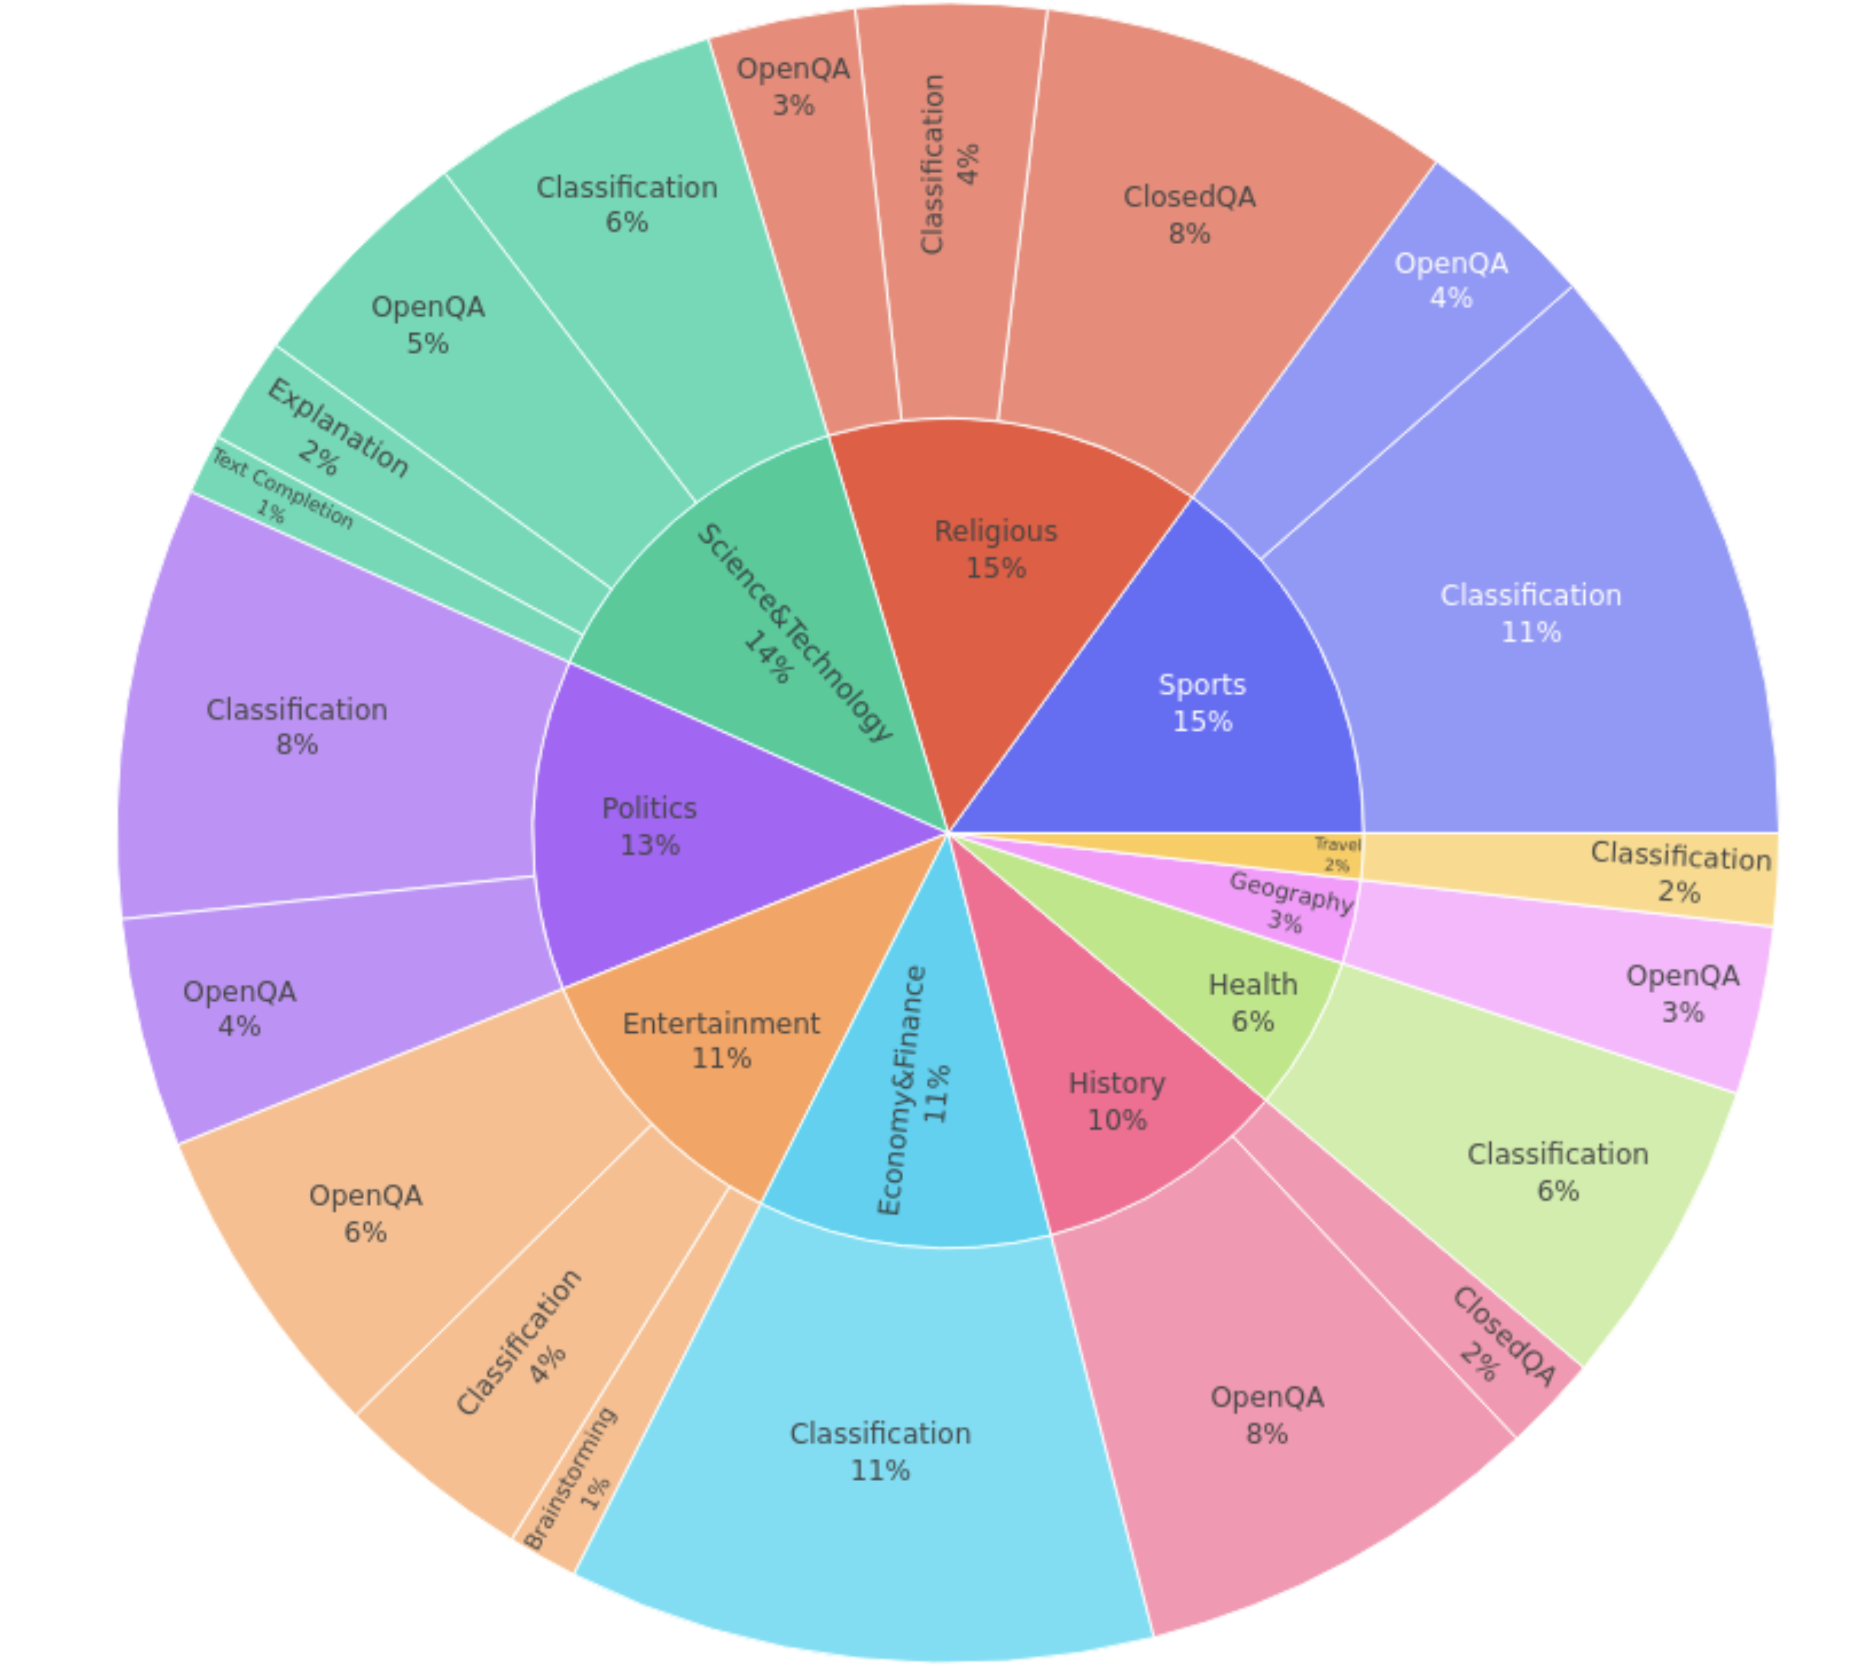 OpenQA
3%
Classification
4%
ClosedQA
8%
Classification
6%
OpenQA
5%
Explanation
2%
Text Completion
1%
OpenQA
4%
Classification
11%
Religious
15%
Science&Technology
14%
Sports
15%
Classification
8%
Politics
13%
OpenQA
4%
Travel
2%
Classification
2%
Geography
3%
OpenQA
3%
Health
6%
Classification
6%
Entertainment
11%
Economy&Finance
11%
History
10%
OpenQA
6%
Classification
4%
Brainstorming
1%
Classification
11%
OpenQA
8%
ClosedQA
2%